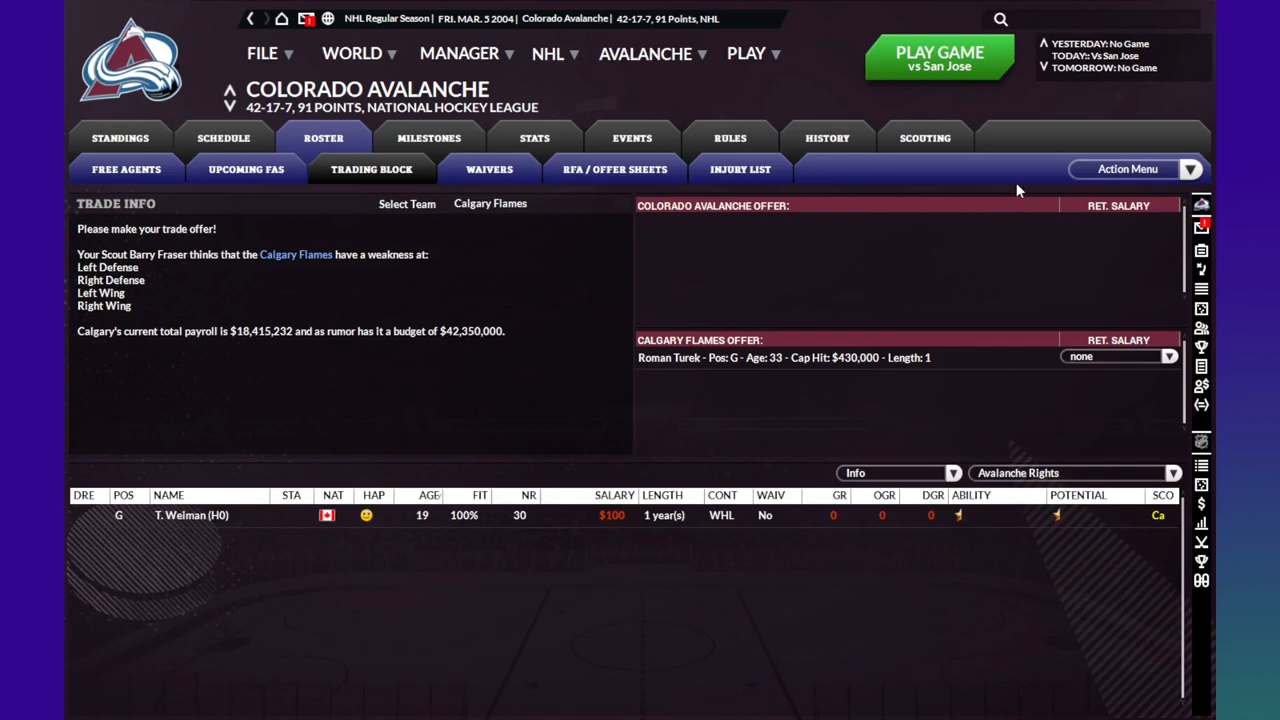 NHL Regular Season | FRI. MAR. 5 2004 | Colorado Avalanche | 42-17-7, 91 Points, NHL
FILE WORLD MANAGER NHL AVALANCHE PLAY
PLAY GAME
vs San Jose
YESTERDAY: No Game
TODAY:: Vs San Jose
TOMORROW: No Game
COLORADO AVALANCHE
42-17-7, 91 POINTS, NATIONAL HOCKEY LEAGUE
STANDINGS SCHEDULE ROSTER MILESTONES STATS EVENTS RULES HISTORY SCOUTING
FREE AGENTS UPCOMING FAS TRADING BLOCK WAIVERS RFA / OFFER SHEETS INJURY LIST Action Menu
TRADE INFO Select Team Calgary Flames
Please make your trade offer!
Your Scout Barry Fraser thinks that the Calgary Flames have a weakness at:
Left Defense
Right Defense
Left Wing
Right Wing
Calgary's current total payroll is $18,415,232 and as rumor has it a budget of $42,350,000.
COLORADO AVALANCHE OFFER: RET. SALARY
CALGARY FLAMES OFFER: RET. SALARY
Roman Turek - Pos: G - Age: 33 - Cap Hit: $430,000 - Length: 1 none
Info Avalanche Rights
DRE POS NAME STA NAT HAP AGE FIT NR SALARY LENGTH CONT WAIV GR OGR DGR ABILITY POTENTIAL SCO
G T. Weiman (H0) 19 100% 30 $100 1 year(s) WHL No 0 0 0 Ca